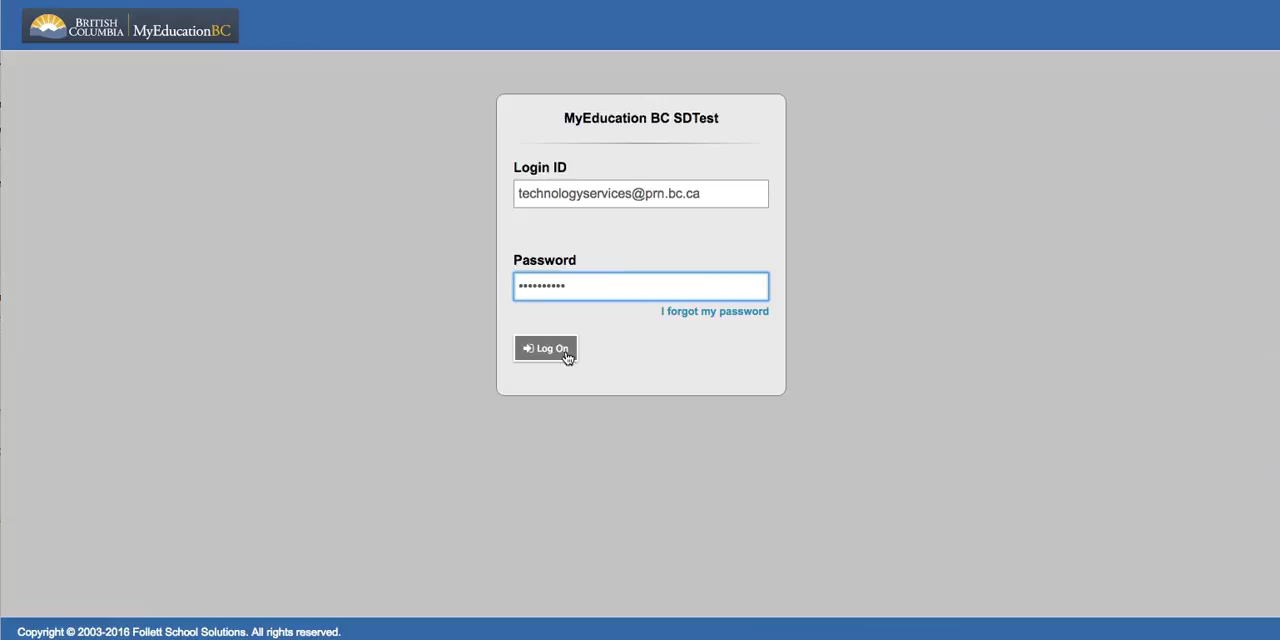 BRITISH
COLUMBIA
MyEducationBC
MyEducation BC SDTest
Login ID
technologyservices@prn.bc.ca
Password
••••••••••
I forgot my password
Log On
Copyright © 2003-2016 Follett School Solutions. All rights reserved.